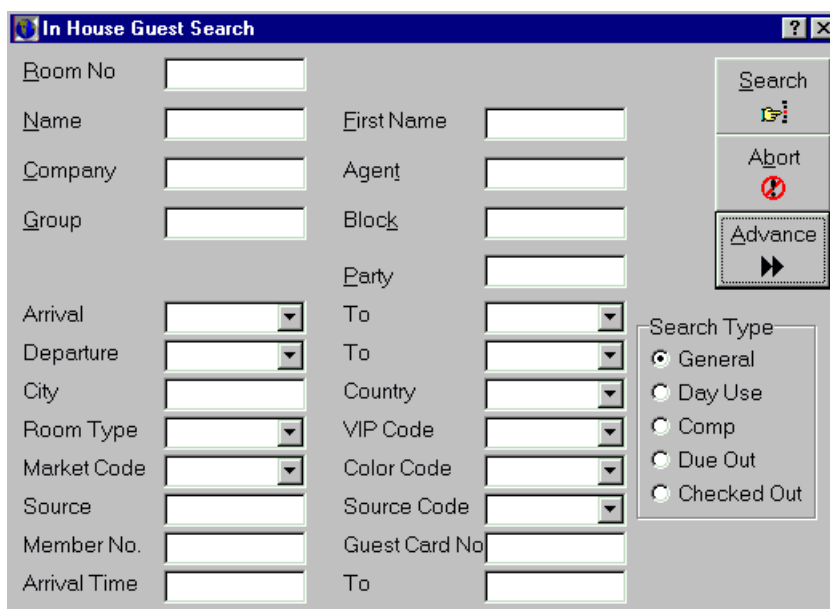 In House Guest Search
Room No
Search
Name First Name
Abort
Company Agent
Group Block
Advance
Party
Arrival To
Search Type
Departure To
General
City Country
Day Use
Room Type VIP Code
Comp
Market Code Color Code
Due Out
Source Source Code
Checked Out
Member No. Guest Card No
Arrival Time To